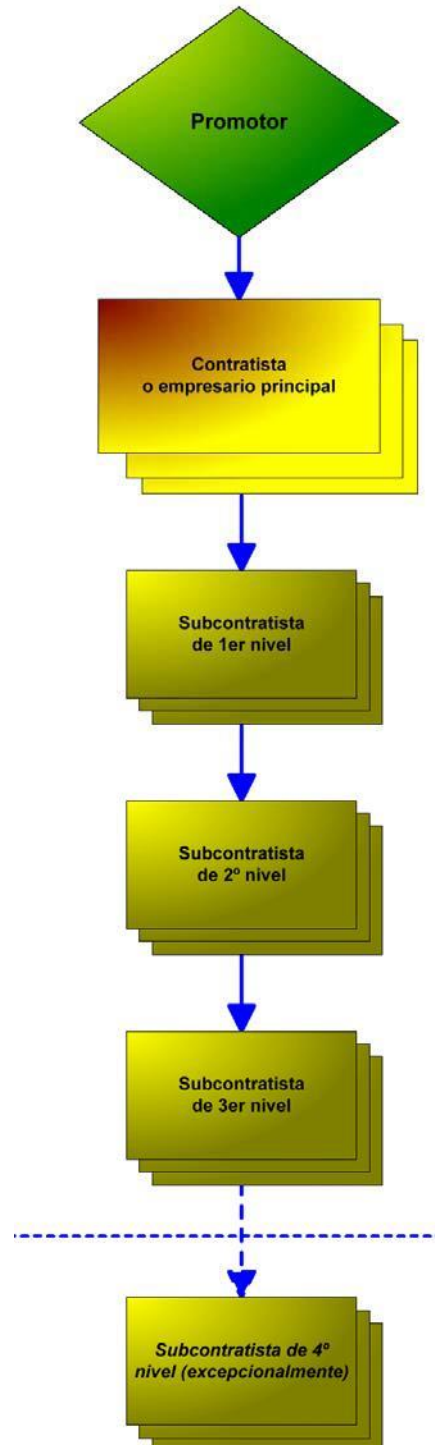 Promotor
Contratista
o empresario principal
Subcontratista
de 1er nivel
Subcontratista
de 2º nivel
Subcontratista
de 3er nivel
Subcontratista de 4º
nivel (excepcionalmente)